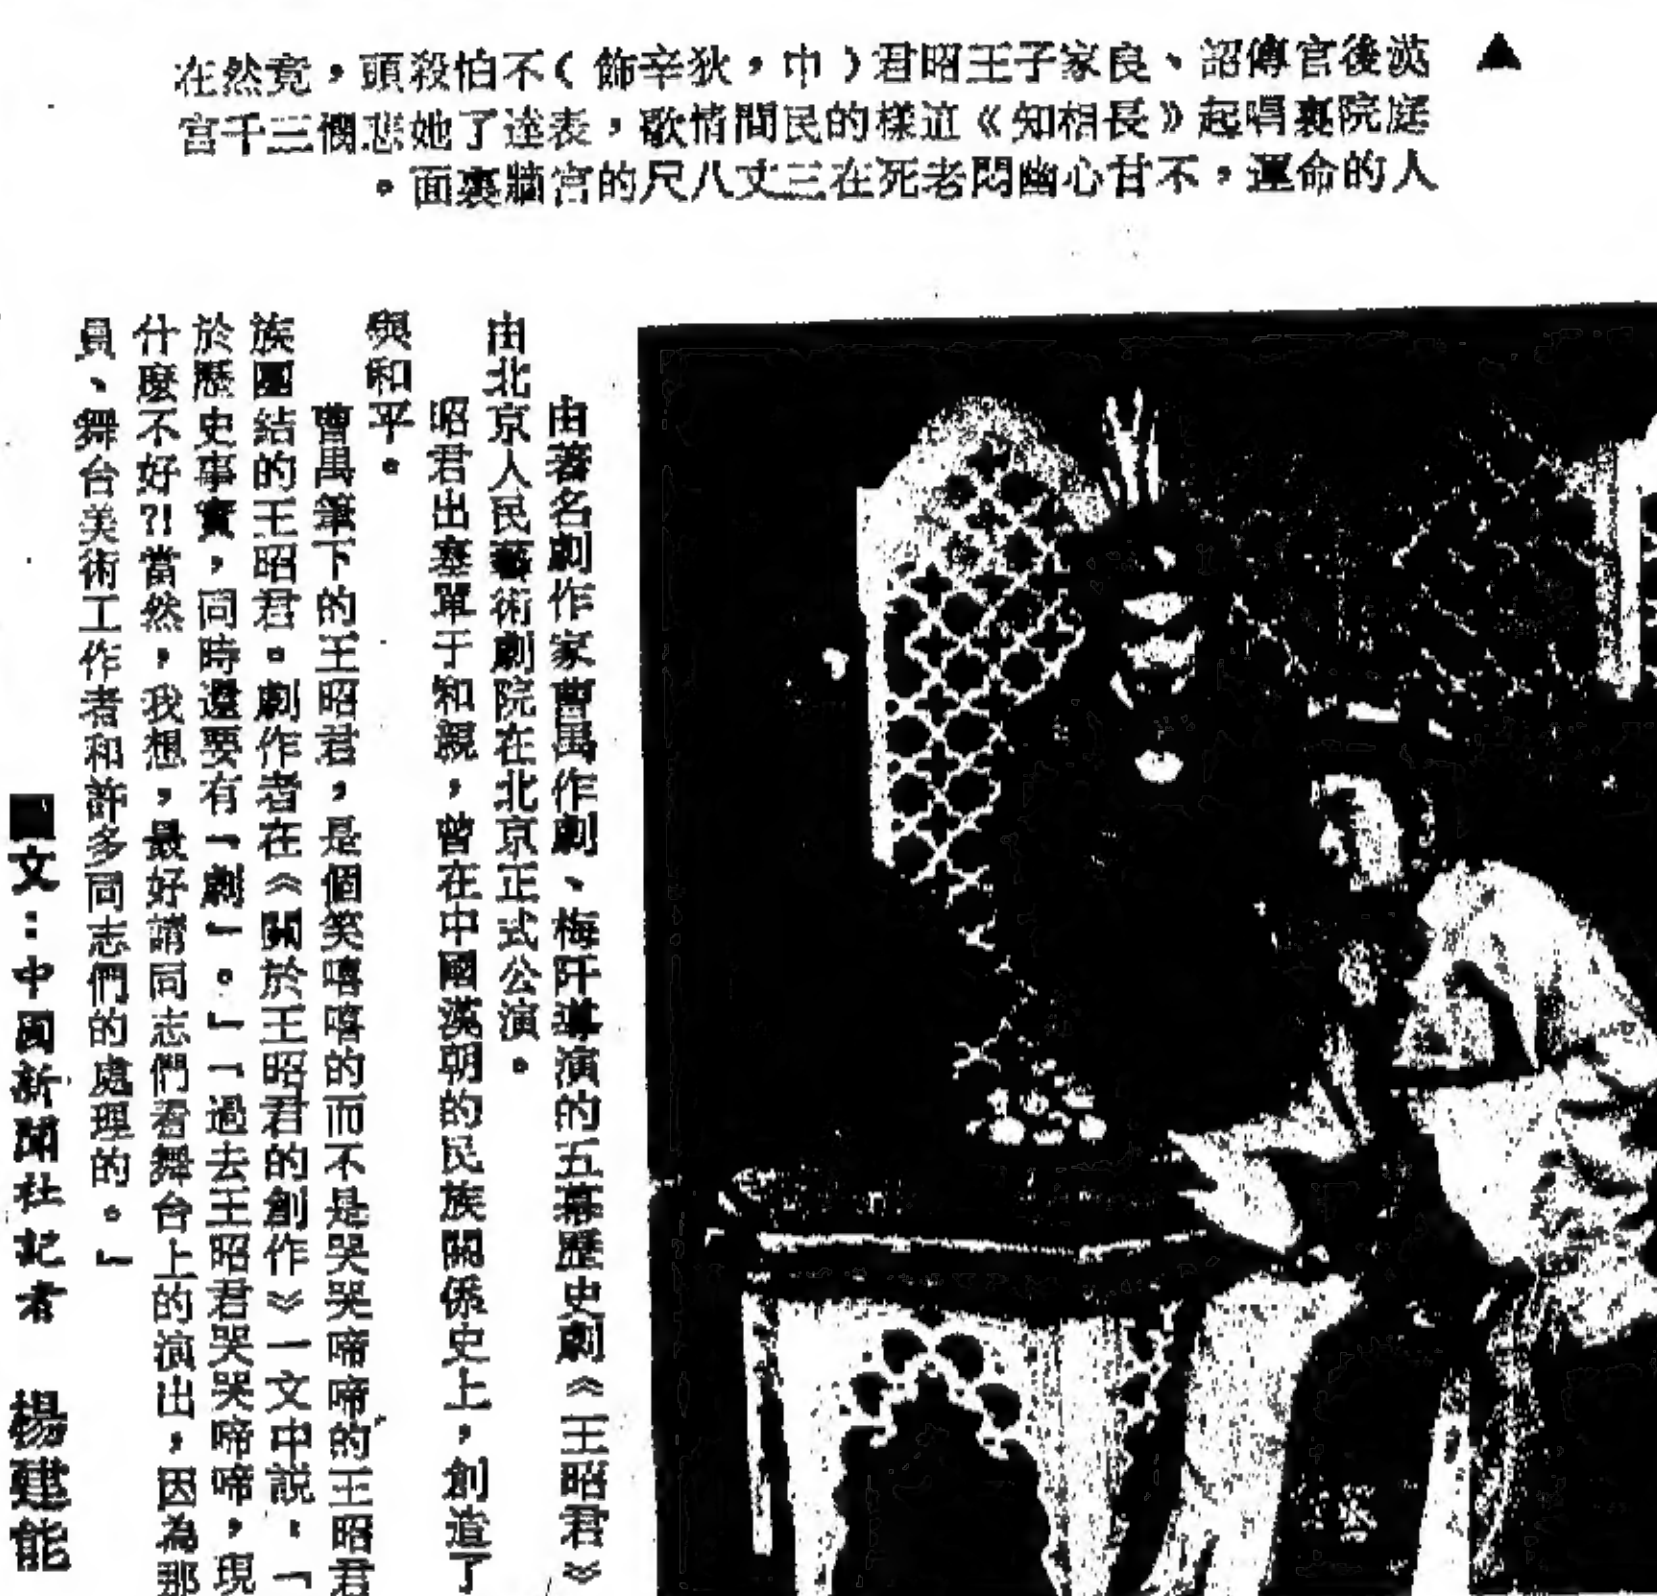 ▲漢後宮傳詔、良家子王昭君（中，狄辛飾）不怕殺頭，竟然在
庭院裏唱起《長相知》這樣的民間情歌，表達了她悲憫三千宮
人的命運，不甘心幽悶老死在三丈八尺的宮牆裏面。
由著名劇作家曹禺作劇、梅阡導演的五幕歷史劇《王昭君》
由北京人民藝術劇院在北京正式公演。
昭君出塞單于和親，曾在中國漢朝的民族關係史上，創造了
與和平。
曹禺筆下的王昭君，是個笑嘻嘻的而不是哭哭啼啼的王昭君
族團結的王昭君。劇作者在《關於王昭君的創作》一文中説，「
於歷史事實，同時還要有「劇」。」「過去王昭君哭哭啼啼，現
什麼不好?!當然，我想，最好請同志們看舞台上的演出，因為那
員、舞台美術工作者和許多同志們的處理的。」
圖文：中國新聞社記者 楊建能